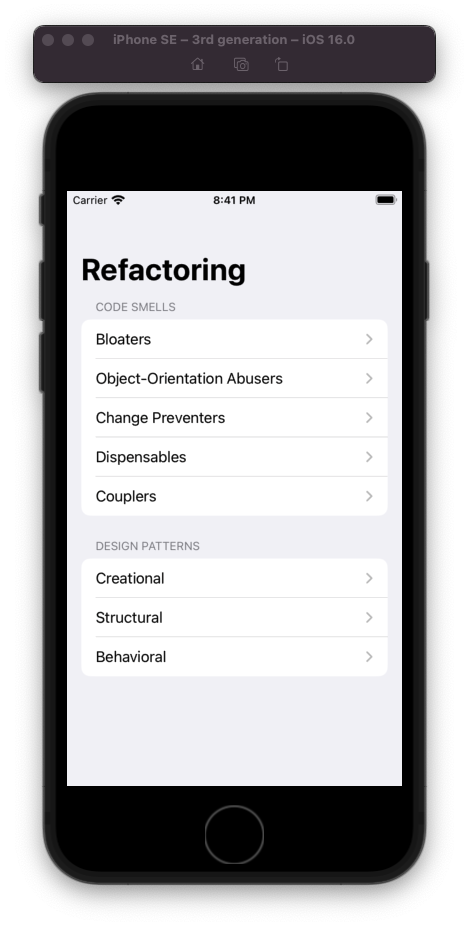 iPhone SE – 3rd generation – iOS 16.0
Carrier 8:41 PM
Refactoring
CODE SMELLS
Bloaters
Object-Orientation Abusers
Change Preventers
Dispensables
Couplers
DESIGN PATTERNS
Creational
Structural
Behavioral